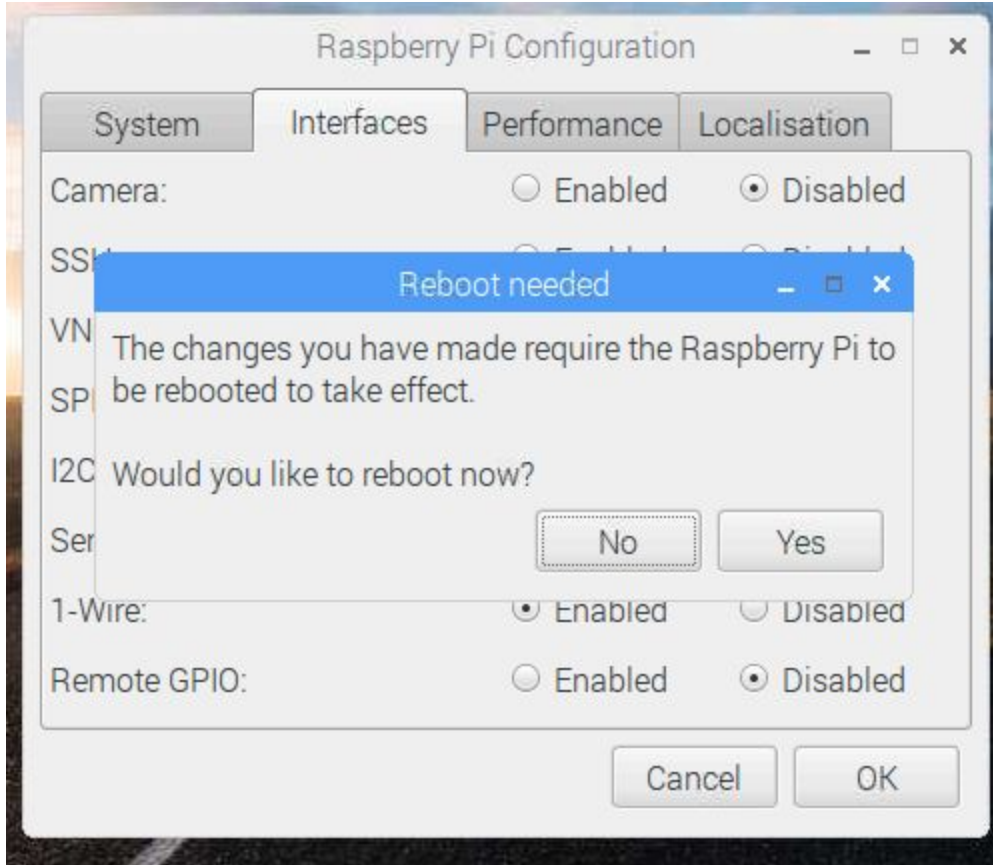 Raspberry Pi Configuration
System Interfaces Performance Localisation
Camera: Enabled Disabled
Reboot needed
The changes you have made require the Raspberry Pi to
be rebooted to take effect.
Would you like to reboot now?
No Yes
1-Wire: Enabled Disabled
Remote GPIO: Enabled Disabled
Cancel OK